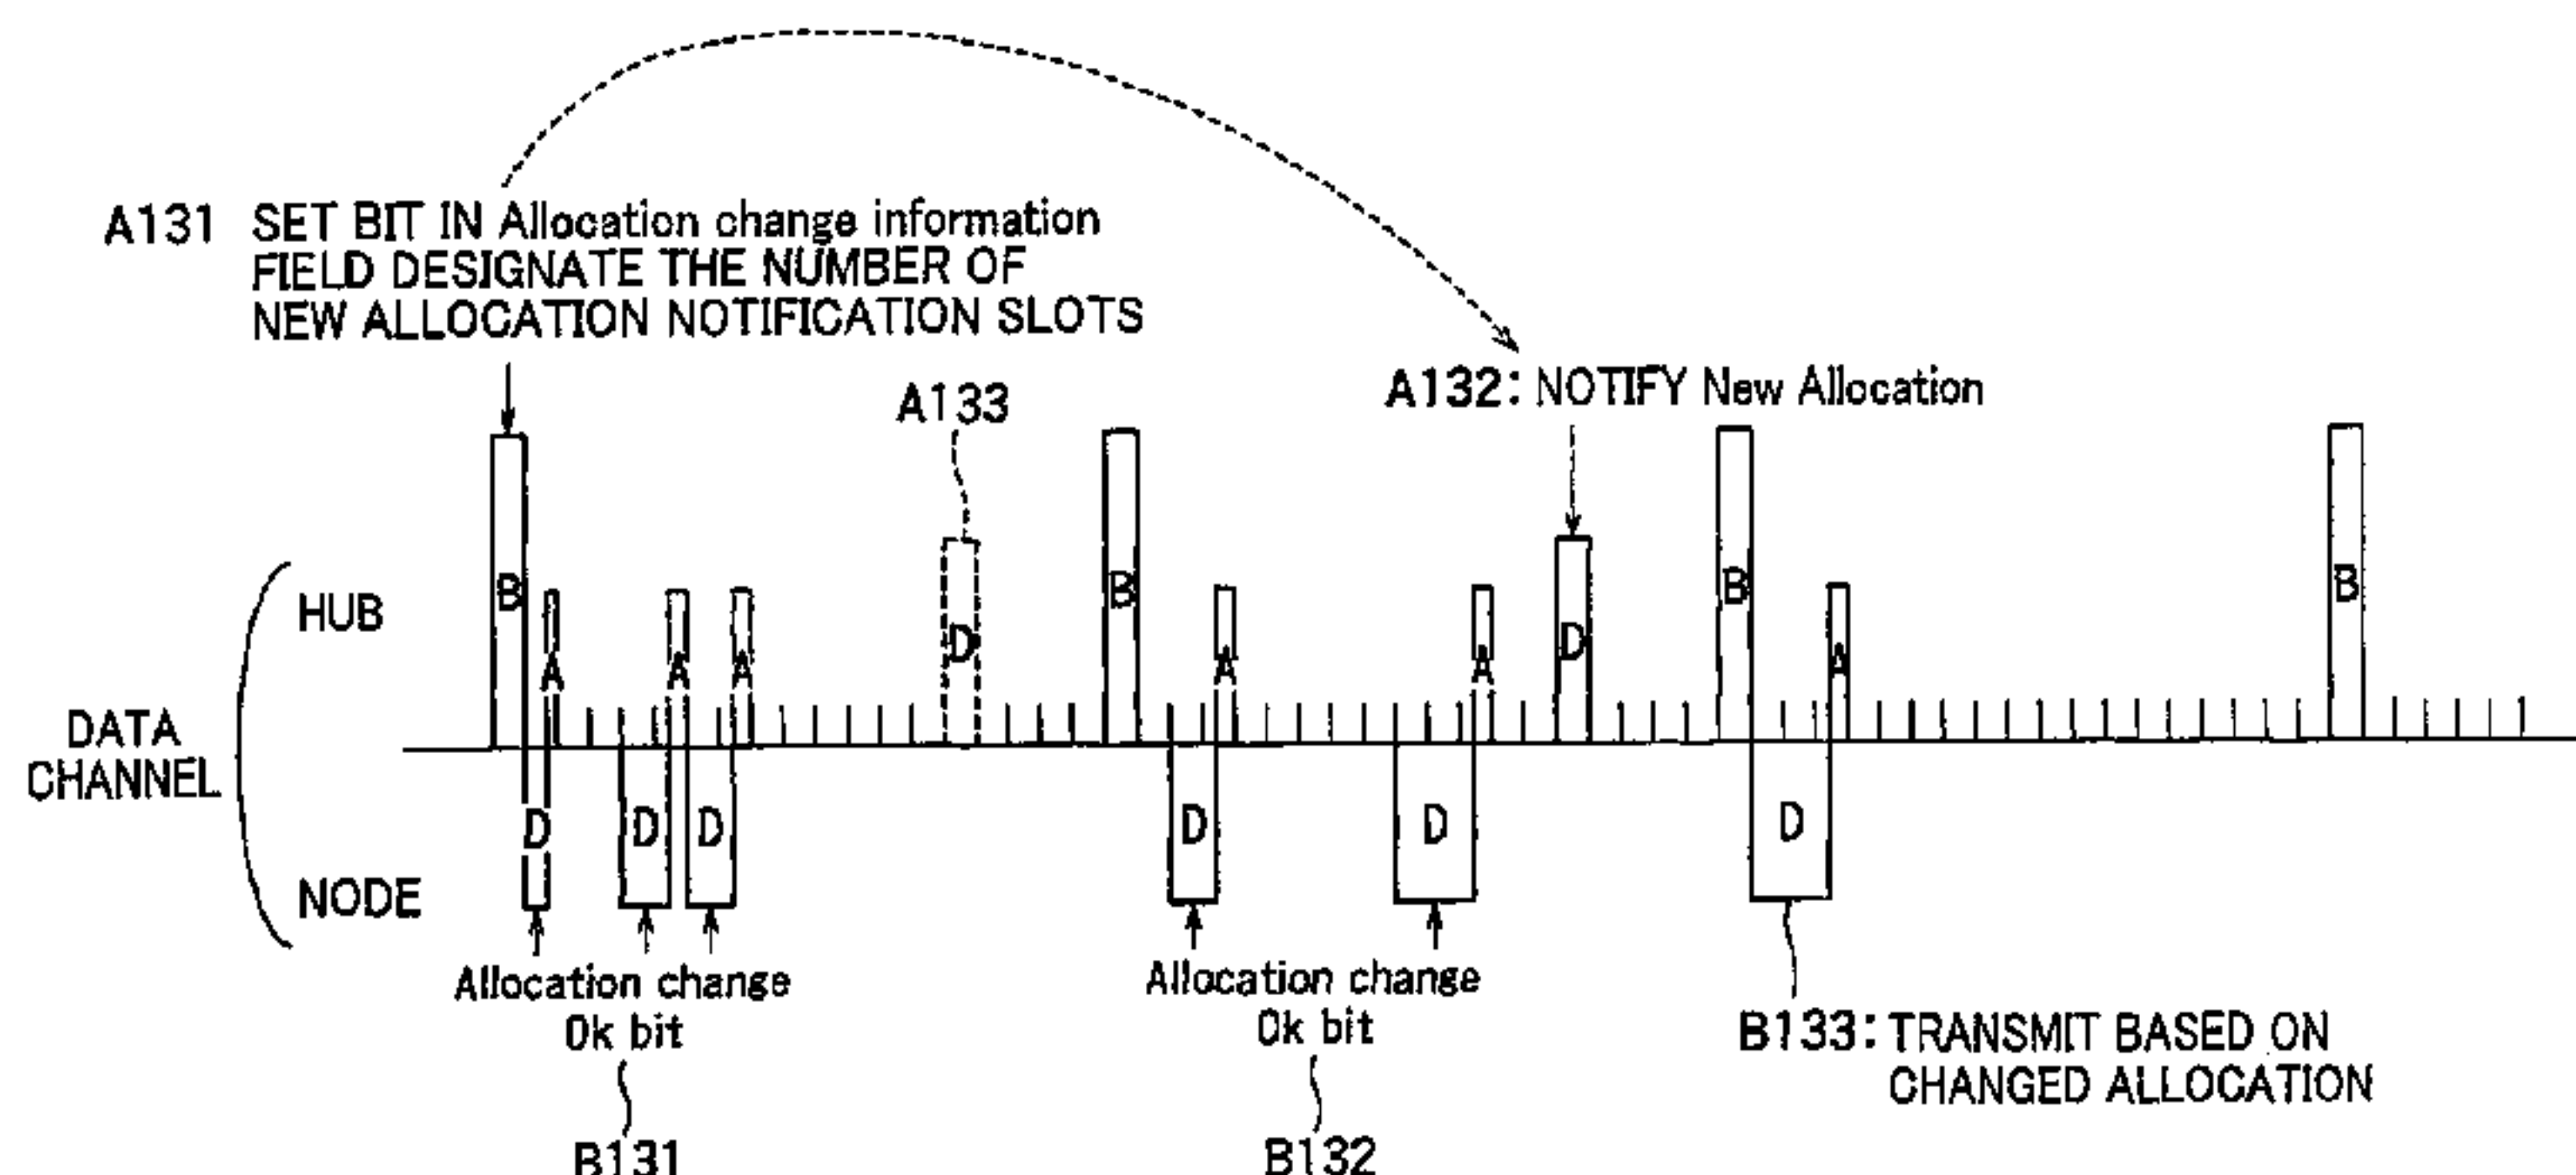 A131 SET BIT IN Allocation change information
FIELD DESIGNATE THE NUMBER OF
NEW ALLOCATION NOTIFICATION SLOTS
A133
A132: NOTIFY New Allocation
HUB
B
A
A
A
D
B
A
A
D
B
A
B
DATA
CHANNEL
NODE
D
D
D
D
D
D
Allocation change
Ok bit
B131
Allocation change
Ok bit
B132
B133: TRANSMIT BASED ON
CHANGED ALLOCATION